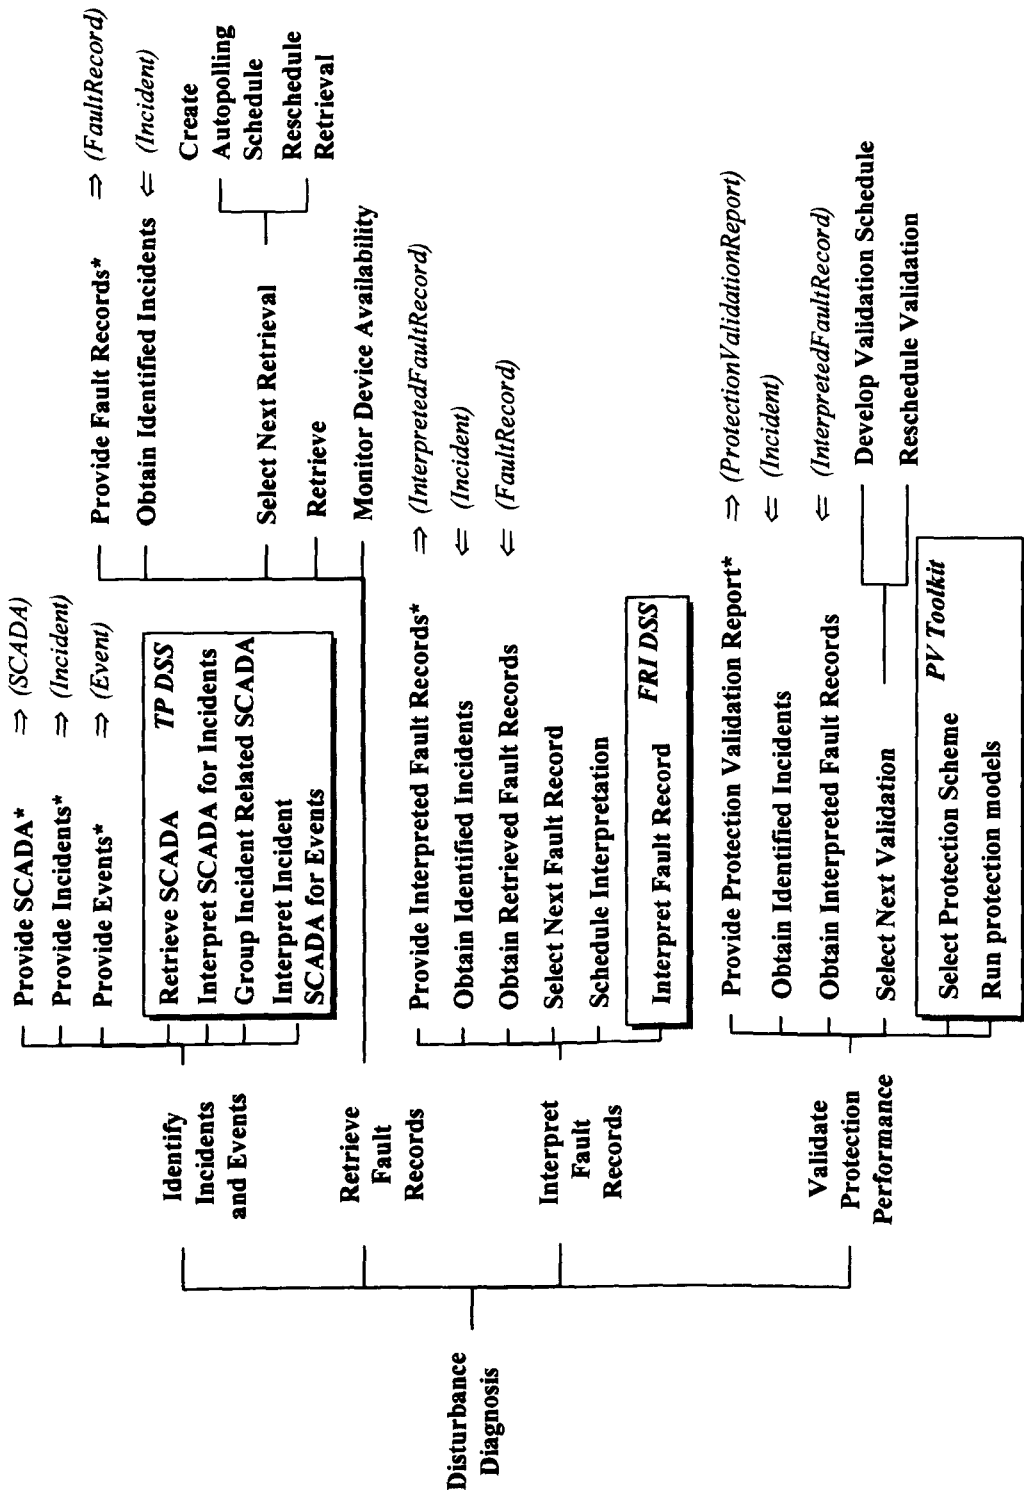 Disturbance
Diagnosis
Identify
Incidents
and Events
Provide SCADA* ⇒ (SCADA)
Provide Incidents* ⇒ (Incident)
Provide Events* ⇒ (Event)
TP DSS
Retrieve SCADA
Interpret SCADA for Incidents
Group Incident Related SCADA
Interpret Incident
SCADA for Events
Retrieve
Fault
Records
Provide Fault Records* ⇒ (FaultRecord)
Obtain Identified Incidents ⇐ (Incident)
Select Next Retrieval
Create
Autopolling
Schedule
Reschedule
Retrieval
Retrieve
Monitor Device Availability
Interpret
Fault
Records
Provide Interpreted Fault Records* ⇒ (InterpretedFaultRecord)
Obtain Identified Incidents ⇐ (Incident)
Obtain Retrieved Fault Records ⇐ (FaultRecord)
Select Next Fault Record
Schedule Interpretation
FRI DSS
Interpret Fault Record
Validate
Protection
Performance
Provide Protection Validation Report* ⇒ (ProtectionValidationReport)
Obtain Identified Incidents ⇐ (Incident)
Obtain Interpreted Fault Records ⇐ (InterpretedFaultRecord)
Select Next Validation
Develop Validation Schedule
Reschedule Validation
PV Toolkit
Select Protection Scheme
Run protection models